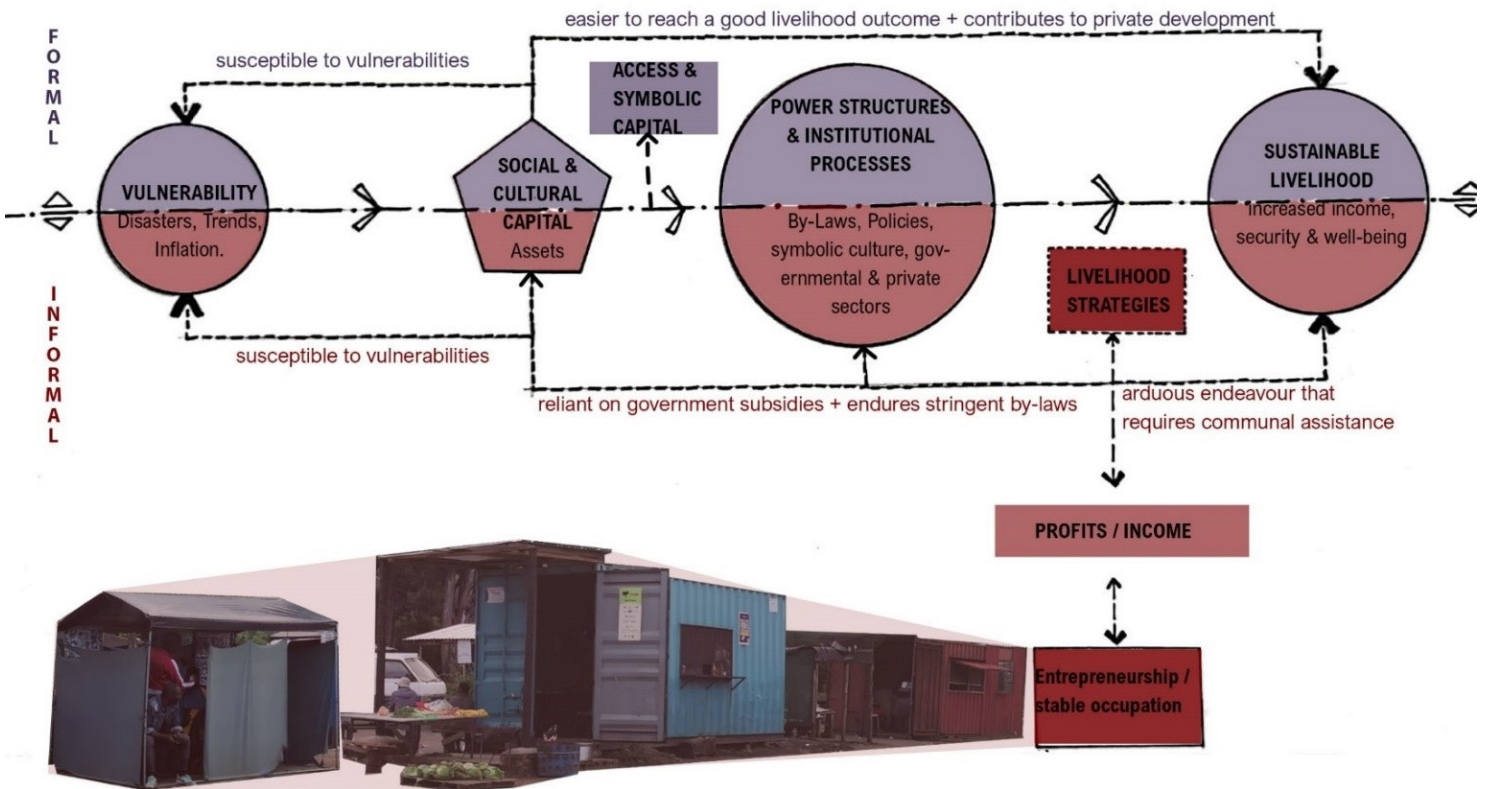 easier to reach a good livelihood outcome + contributes to private development
FORMAL
susceptible to vulnerabilities
ACCESS &
SYMBOLIC
CAPITAL
POWER STRUCTURES
& INSTITUTIONAL
PROCESSES
SOCIAL &
CULTURAL
CAPITAL
Assets
SUSTAINABLE
LIVELIHOOD
increased income,
security & well-being
VULNERABILITY
Disasters, Trends,
Inflation.
By-Laws, Policies,
symbolic culture, gov-
ernmental & private
sectors
LIVELIHOOD
STRATEGIES
INFORMAL
susceptible to vulnerabilities
reliant on government subsidies + endures stringent by-laws
arduous endeavour that
requires communal assistance
PROFITS / INCOME
Entrepreneurship /
stable occupation